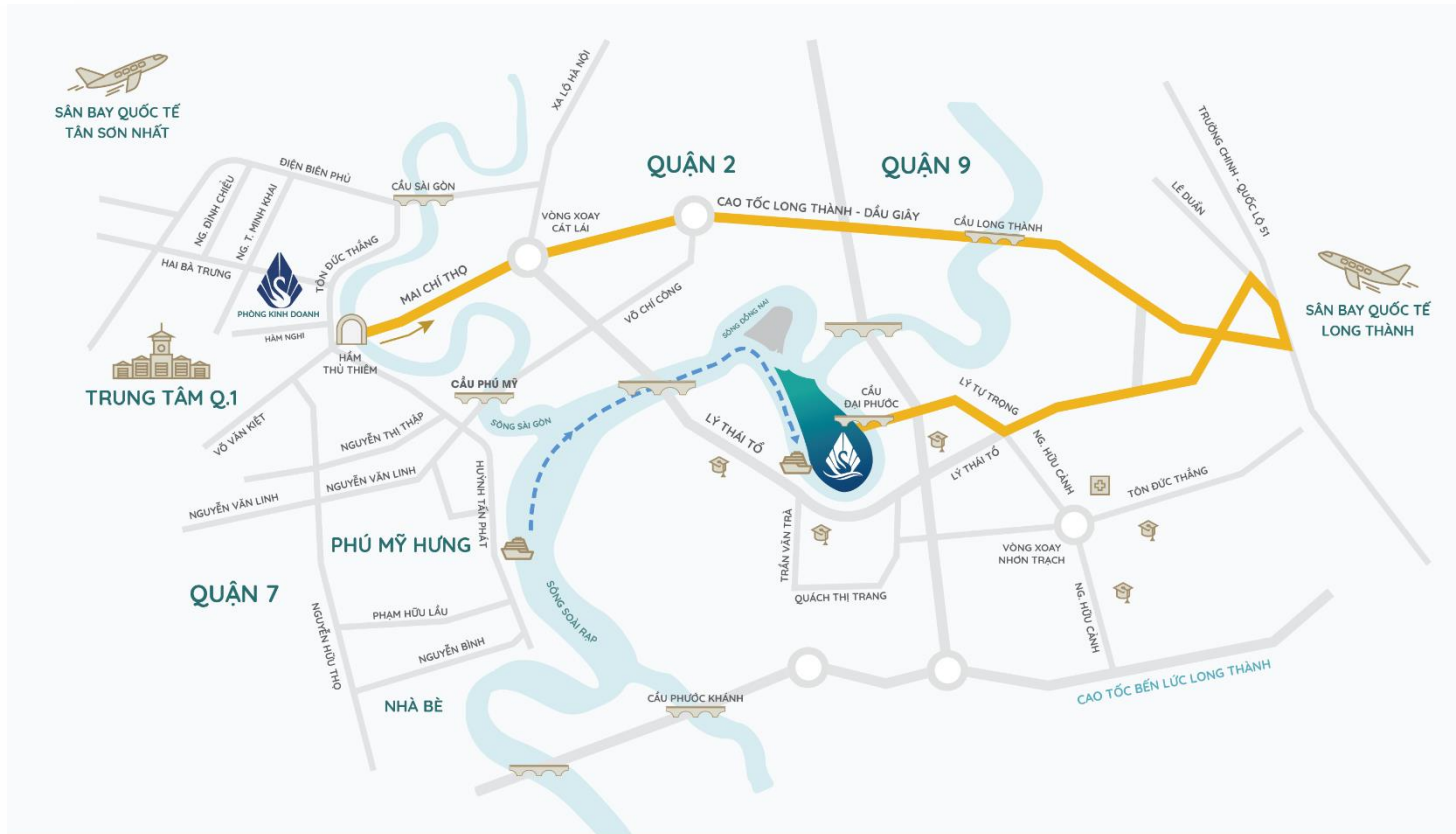 SÂN BAY QUỐC TẾ
TÂN SƠN NHẤT
XA LỘ HÀ NỘI
TRƯỜNG CHINH - QUỐC LỘ 51
ĐIỆN BIÊN PHỦ
QUẬN 2
QUẬN 9
NG. ĐÌNH CHIỂU
NG. T. MINH KHAI
CẦU SÀI GÒN
LÊ DUẨN
VÒNG XOAY
CÁT LÁI
CAO TỐC LONG THÀNH - DẦU GIÂY
CẦU LONG THÀNH
HAI BÀ TRƯNG
TÔN ĐỨC THẮNG
S
PHÒNG KINH DOANH
MAI CHÍ THỌ
VÕ CHÍ CÔNG
SÔNG ĐỒNG NAI
SÂN BAY QUỐC TẾ
LONG THÀNH
HÀM NGHI
HẦM
THỦ THIÊM
TRUNG TÂM Q.1
CẦU PHÚ MỸ
CẦU
ĐẠI PHƯỚC
LÝ TỰ TRỌNG
VÕ VĂN KIỆT
NGUYỄN THỊ THẬP
SÔNG SÀI GÒN
LÝ THÁI TỔ
S
LÝ THÁI TỔ
NG. HỮU CẢNH
NGUYỄN VĂN LINH
NGUYỄN VĂN LINH
HUỲNH TẤN PHÁT
TÔN ĐỨC THẮNG
PHÚ MỸ HƯNG
TRẦN VĂN TRÀ
VÒNG XOAY
NHƠN TRẠCH
QUẬN 7
SÔNG SOÀI RẠP
QUÁCH THỊ TRANG
NG. HỮU CẢNH
PHẠM HỮU LẦU
NGUYỄN HỮU THỌ
NGUYỄN BÌNH
NHÀ BÈ
CẦU PHƯỚC KHÁNH
CAO TỐC BẾN LỨC LONG THÀNH